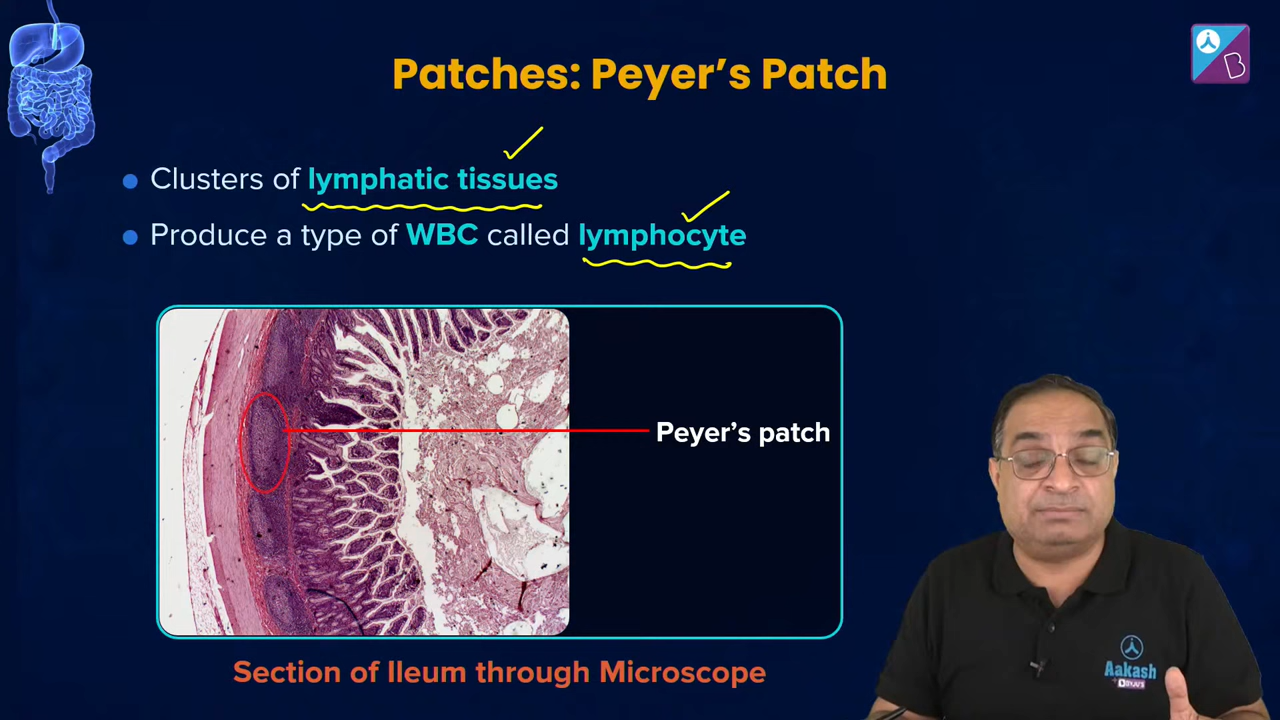 Patches: Peyer's Patch
Clusters of lymphatic tissues
Produce a type of WBC called lymphocyte
Peyer's patch
Section of Ileum through Microscope
Aakash
BYJU'S
B